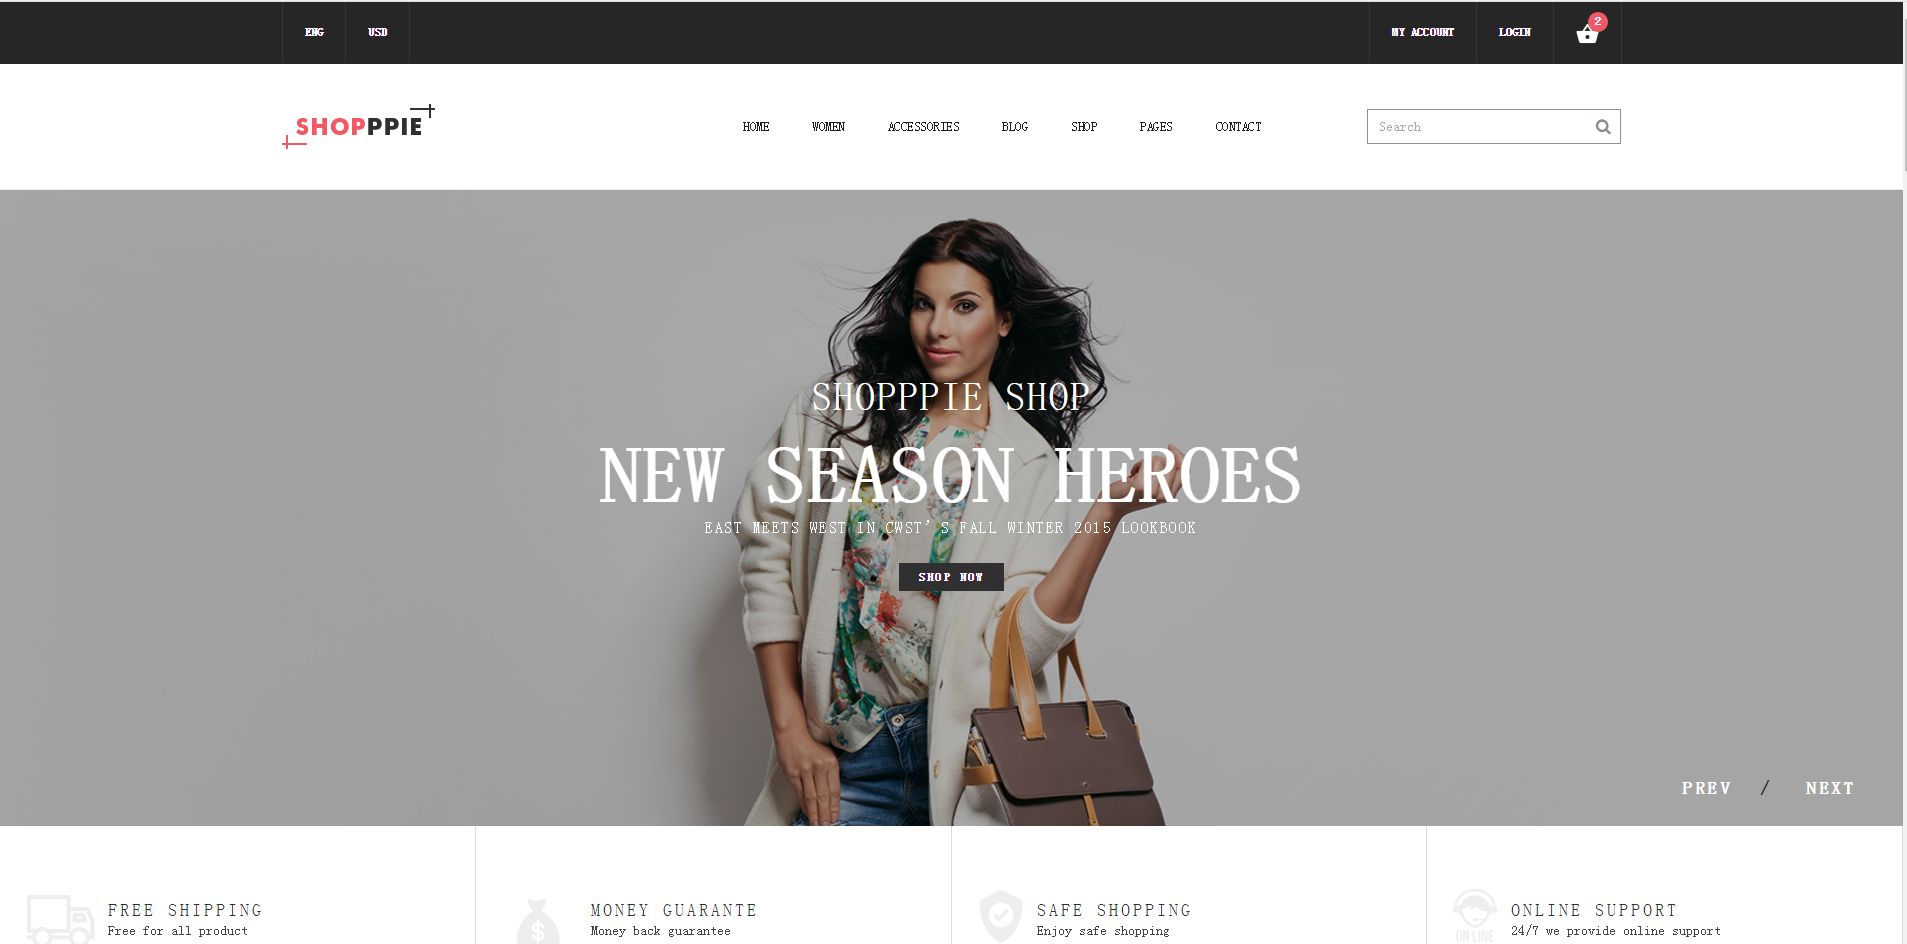 ENG
USD
MY ACCOUNT
LOGIN
2
SHOPPPIE
HOME
WOMEN
ACCESSORIES
BLOG
SHOP
PAGES
CONTACT
Search
SHOPPPIE SHOP
NEW SEASON HEROES
EAST MEETS WEST IN CWST'S FALL WINTER 2015 LOOKBOOK
SHOP NOW
PREV / NEXT
FREE SHIPPING
Free for all product
$
MONEY GUARANTE
Money back guarantee
SAFE SHOPPING
Enjoy safe shopping
ON LINE
ONLINE SUPPORT
24/7 we provide online support